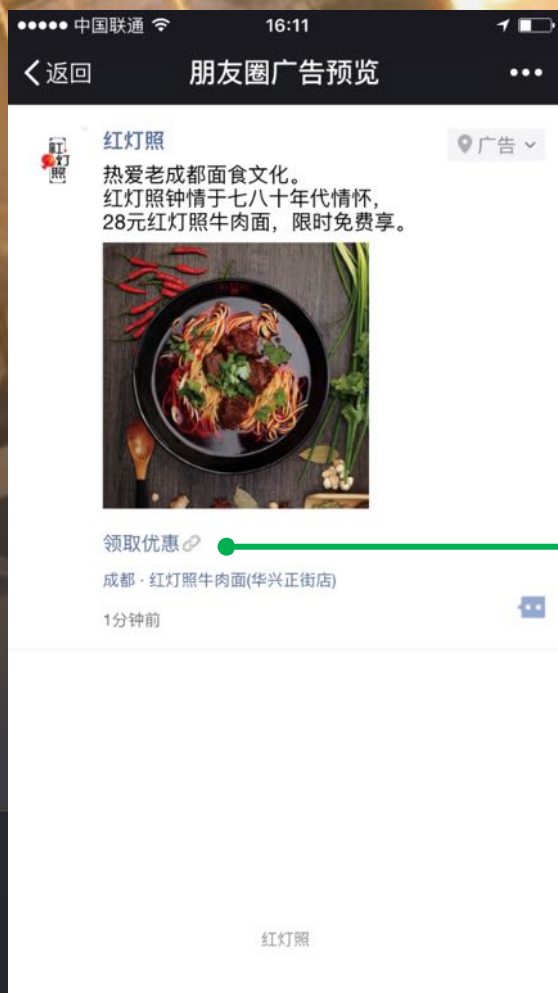 中国联通 16:11
返回 朋友圈广告预览
紅灯照
红灯照 广告
热爱老成都面食文化。
红灯照钟情于七八十年代情怀，
28元红灯照牛肉面，限时免费享。
领取优惠
成都 · 红灯照牛肉面(华兴正街店)
1分钟前
红灯照